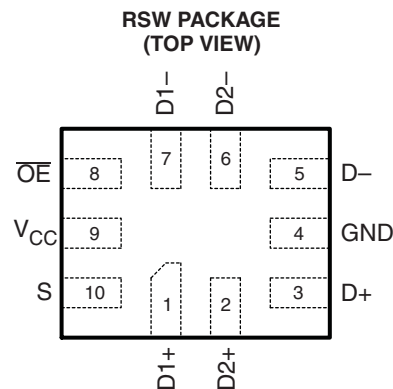 RSW PACKAGE
(TOP VIEW)
D1–
D2–
7
6
O̅E̅
8
5
D–
VCC
9
4
GND
S
10
1
2
3
D+
D1+
D2+